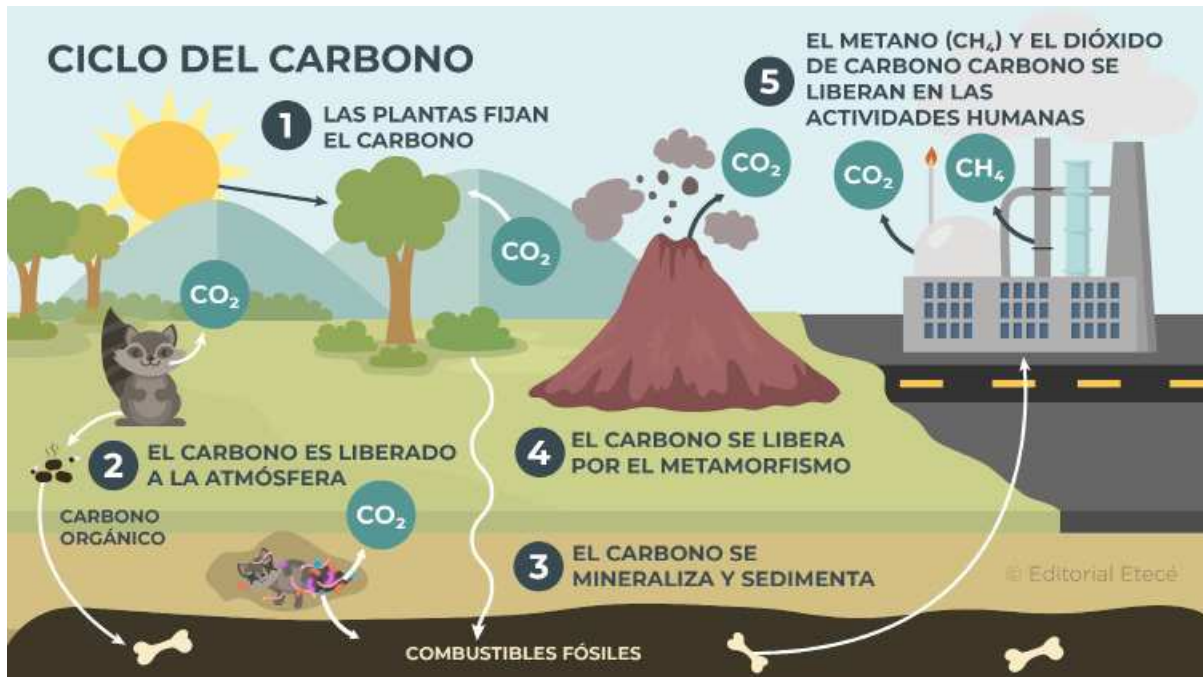 CICLO DEL CARBONO
1
LAS PLANTAS FIJAN
EL CARBONO
5
EL METANO (CH₄) Y EL DIÓXIDO
DE CARBONO CARBONO SE
LIBERAN EN LAS
ACTIVIDADES HUMANAS
CO₂
CO₂
CH₄
CO₂
CO₂
2
EL CARBONO ES LIBERADO
A LA ATMÓSFERA
4
EL CARBONO SE LIBERA
POR EL METAMORFISMO
CARBONO
ORGÁNICO
CO₂
3
EL CARBONO SE
MINERALIZA Y SEDIMENTA
© Editorial Etecé
COMBUSTIBLES FÓSILES